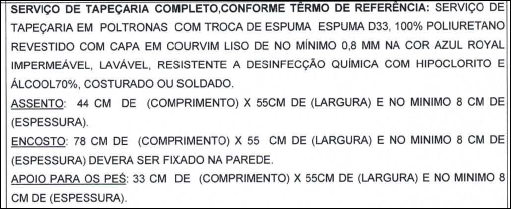 SERVIÇO DE TAPEÇARIA COMPLETO,CONFORME TÊRMO DE REFERÊNCIA: SERVIÇO DE
TAPEÇARIA EM POLTRONAS COM TROCA DE ESPUMA ESPUMA D33, 100% POLIURETANO
REVESTIDO COM CAPA EM COURVIM LISO DE NO MÍNIMO 0,8 MM NA COR AZUL ROYAL
IMPERMEÁVEL, LAVÁVEL, RESISTENTE A DESINFECÇÃO QUÍMICA COM HIPOCLORITO E
ÁLCOOL70%, COSTURADO OU SOLDADO.
ASSENTO: 44 CM DE (COMPRIMENTO) X 55CM DE (LARGURA) E NO MINIMO 8 CM DE
(ESPESSURA).
ENCOSTO: 78 CM DE (COMPRIMENTO) X 55 CM DE (LARGURA) E NO MINIMO 8 CM DE
(ESPESSURA) DEVERA SER FIXADO NA PAREDE.
APOIO PARA OS PÉS: 33 CM DE (COMPRIMENTO) X 55CM DE (LARGURA) E NO MINIMO 8
CM DE (ESPESSURA).